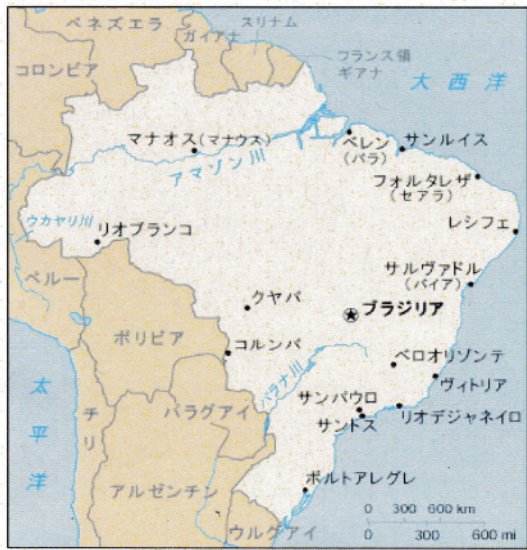 ベネズエラ
スリナム
ガイアナ
フランス領
ギアナ
コロンビア
大西洋
マナオス(マナウス)
アマゾン川
ベレン
(パラ)
サンルイス
フォルタレザ
(セアラ)
レシフェ
ウカヤリ川
リオブランコ
ペルー
サルヴァドル
(バイア)
クヤバ
ブラジリア
ボリビア
コルンバ
ベロオリゾンテ
パラナ川
ヴィトリア
太平洋
チリ
パラグアイ
サンパウロ
サントス
リオデジャネイロ
アルゼンチン
ポルトアレグレ
ウルグアイ
0 300 600 km
0 300 600 mi